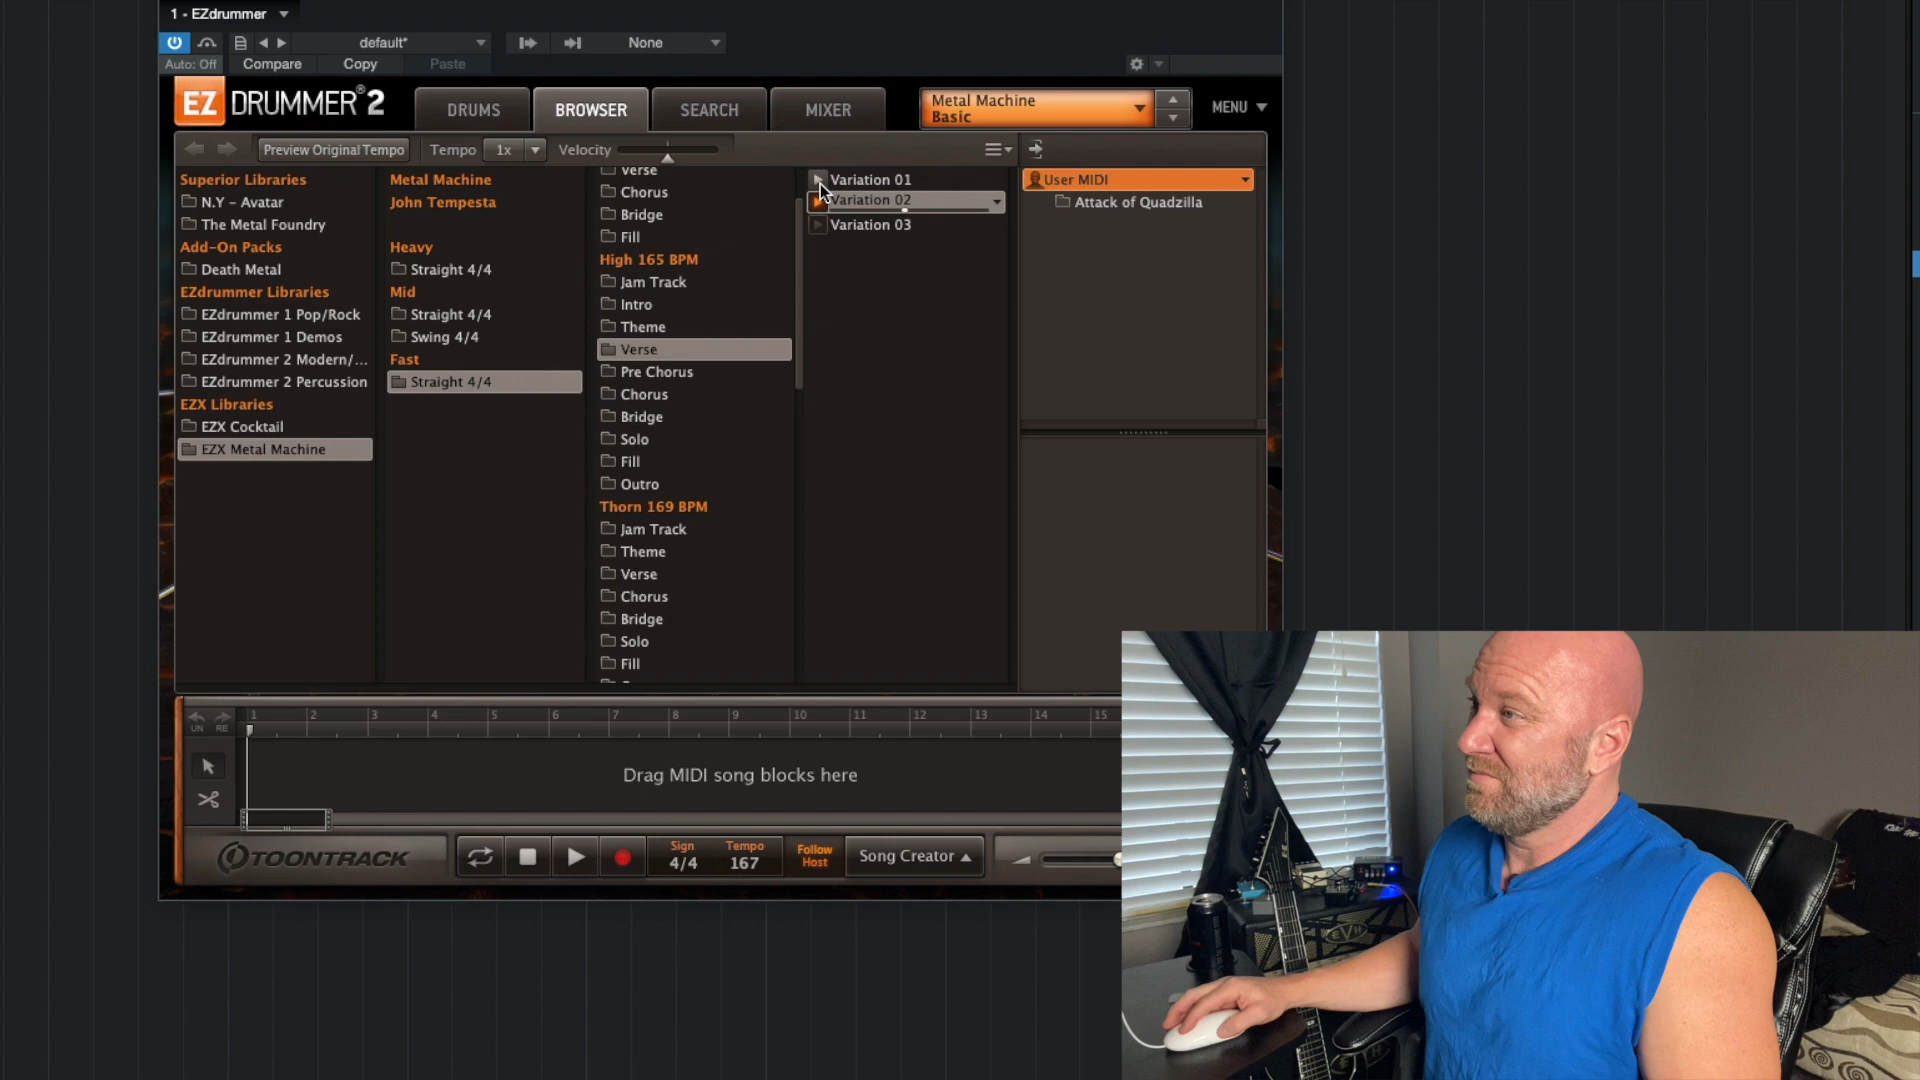 1 - EZdrummer
default*
None
Auto: Off
Compare
Copy
Paste
EZ DRUMMER® 2
DRUMS
BROWSER
SEARCH
MIXER
Metal Machine
Basic
MENU
Preview Original Tempo
Tempo
1x
Velocity
Superior Libraries
N.Y - Avatar
The Metal Foundry
Add-On Packs
Death Metal
EZdrummer Libraries
EZdrummer 1 Pop/Rock
EZdrummer 1 Demos
EZdrummer 2 Modern/...
EZdrummer 2 Percussion
EZX Libraries
EZX Cocktail
EZX Metal Machine
Metal Machine
John Tempesta
Heavy
Straight 4/4
Mid
Straight 4/4
Swing 4/4
Fast
Straight 4/4
Verse
Chorus
Bridge
Fill
High 165 BPM
Jam Track
Intro
Theme
Verse
Pre Chorus
Chorus
Bridge
Solo
Fill
Outro
Thorn 169 BPM
Jam Track
Theme
Verse
Chorus
Bridge
Solo
Fill
Variation 01
Variation 02
Variation 03
User MIDI
Attack of Quadzilla
UN
RE
1 2 3 4 5 6 7 8 9 10 11 12 13 14 15
Drag MIDI song blocks here
TOONTRACK
Sign
4/4
Tempo
167
Follow
Host
Song Creator
EVH